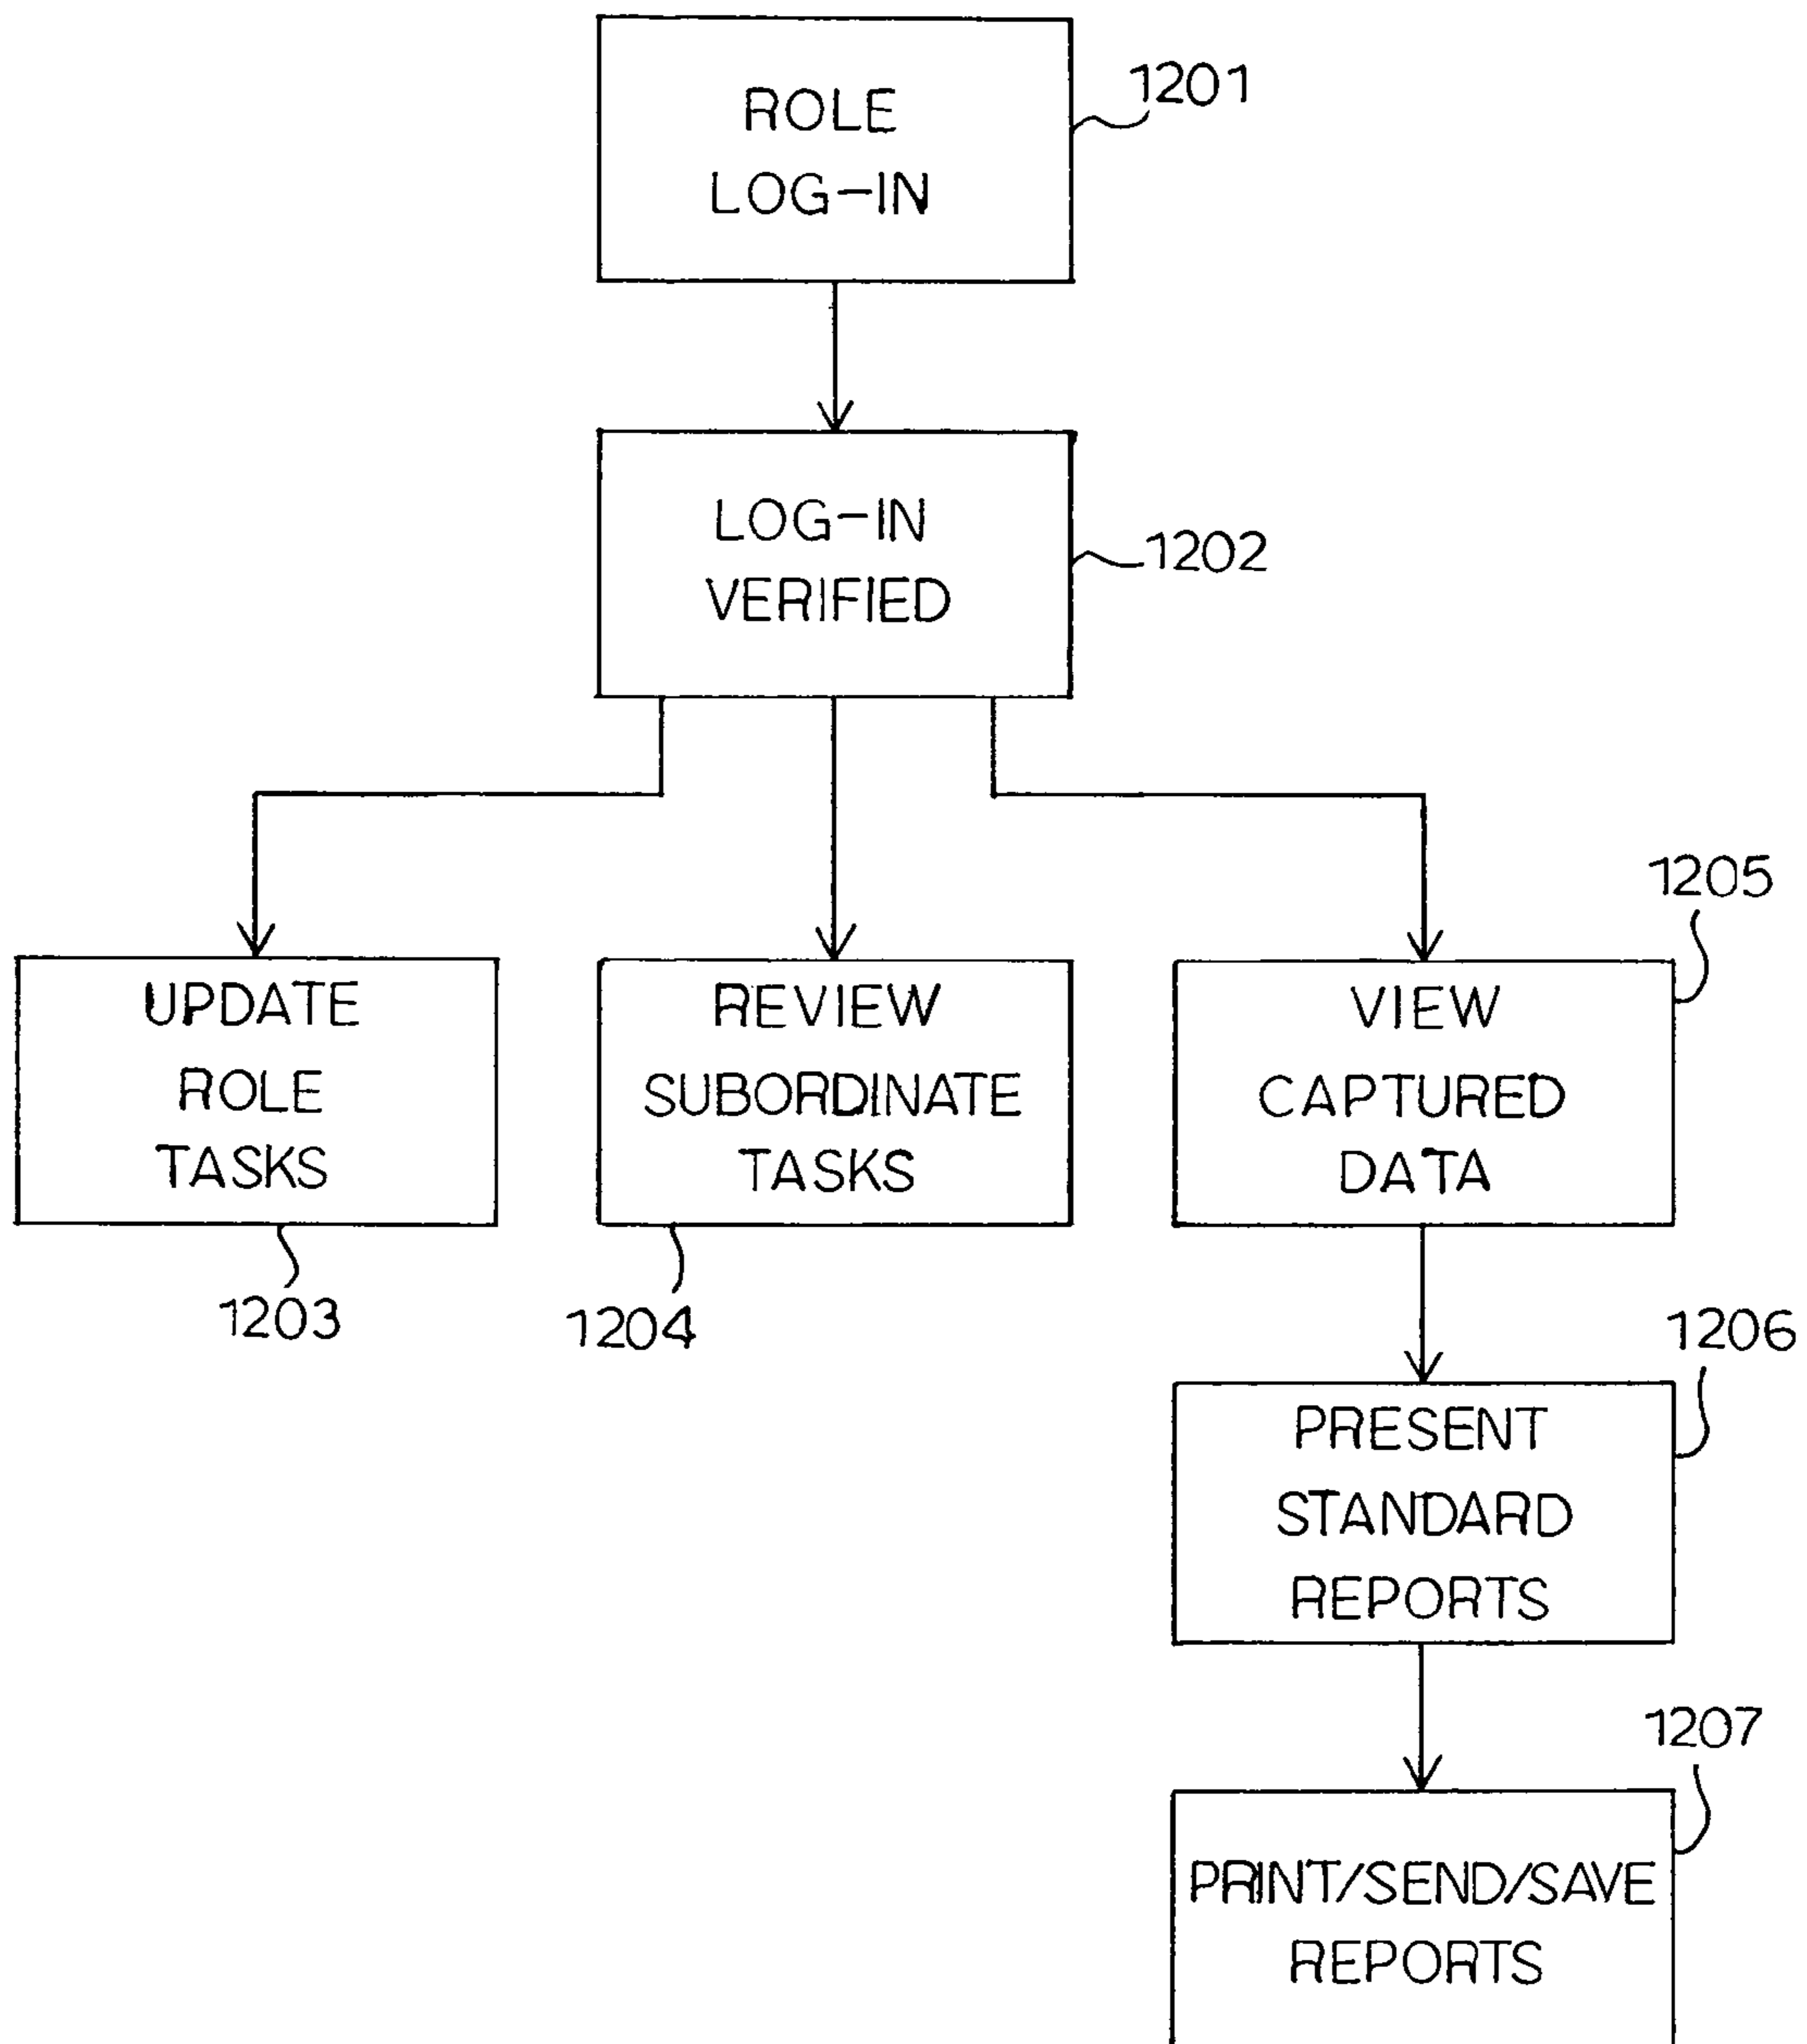 ROLE
LOG-IN
1201
LOG-IN
VERIFIED
1202
UPDATE
ROLE
TASKS
1203
REVIEW
SUBORDINATE
TASKS
1204
VIEW
CAPTURED
DATA
1205
PRESENT
STANDARD
REPORTS
1206
PRINT/SEND/SAVE
REPORTS
1207